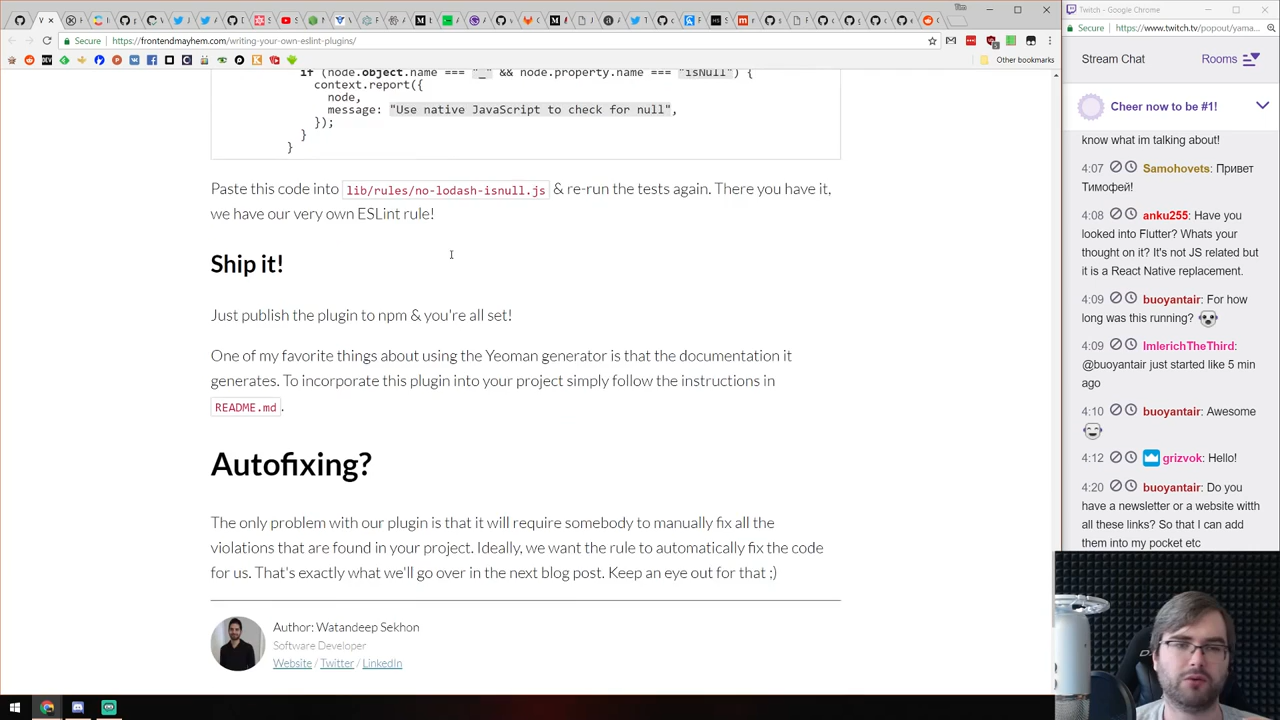 Twitch - Google Chrome
Secure https://frontendmayhem.com/writing-your-own-eslint-plugins/
Other bookmarks
if (node.object.name === "_" && node.property.name === "isNull") {
context.report({
node,
message: "Use native JavaScript to check for null",
});
}
}
Paste this code into lib/rules/no-lodash-isnull.js & re-run the tests again. There you have it,
we have our very own ESLint rule!
Ship it!
Just publish the plugin to npm & you're all set!
One of my favorite things about using the Yeoman generator is that the documentation it
generates. To incorporate this plugin into your project simply follow the instructions in
README.md.
Autofixing?
The only problem with our plugin is that it will require somebody to manually fix all the
violations that are found in your project. Ideally, we want the rule to automatically fix the code
for us. That's exactly what we'll go over in the next blog post. Keep an eye out for that ;)
Author: Watandeep Sekhon
Software Developer
Website / Twitter / LinkedIn
Secure https://www.twitch.tv/popout/yama
Stream Chat Rooms
Cheer now to be #1!
know what im talking about!
4:07 Samohovets: Привет
Тимофей!
4:08 anku255: Have you
looked into Flutter? Whats your
thought on it? It's not JS related but
it is a React Native replacement.
4:09 buoyantair: For how
long was this running?
4:09 ImlerichTheThird:
@buoyantair just started like 5 min
ago
4:10 buoyantair: Awesome
4:12 grizvok: Hello!
4:20 buoyantair: Do you
have a newsletter or a website witth
all these links? So that I can add
them into my pocket etc